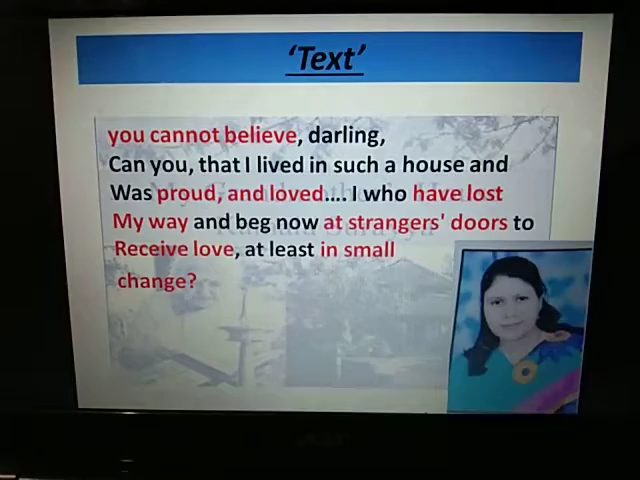 ‘Text’
you cannot believe, darling,
Can you, that I lived in such a house and
Was proud, and loved.... I who have lost
My way and beg now at strangers' doors to
Receive love, at least in small
change?